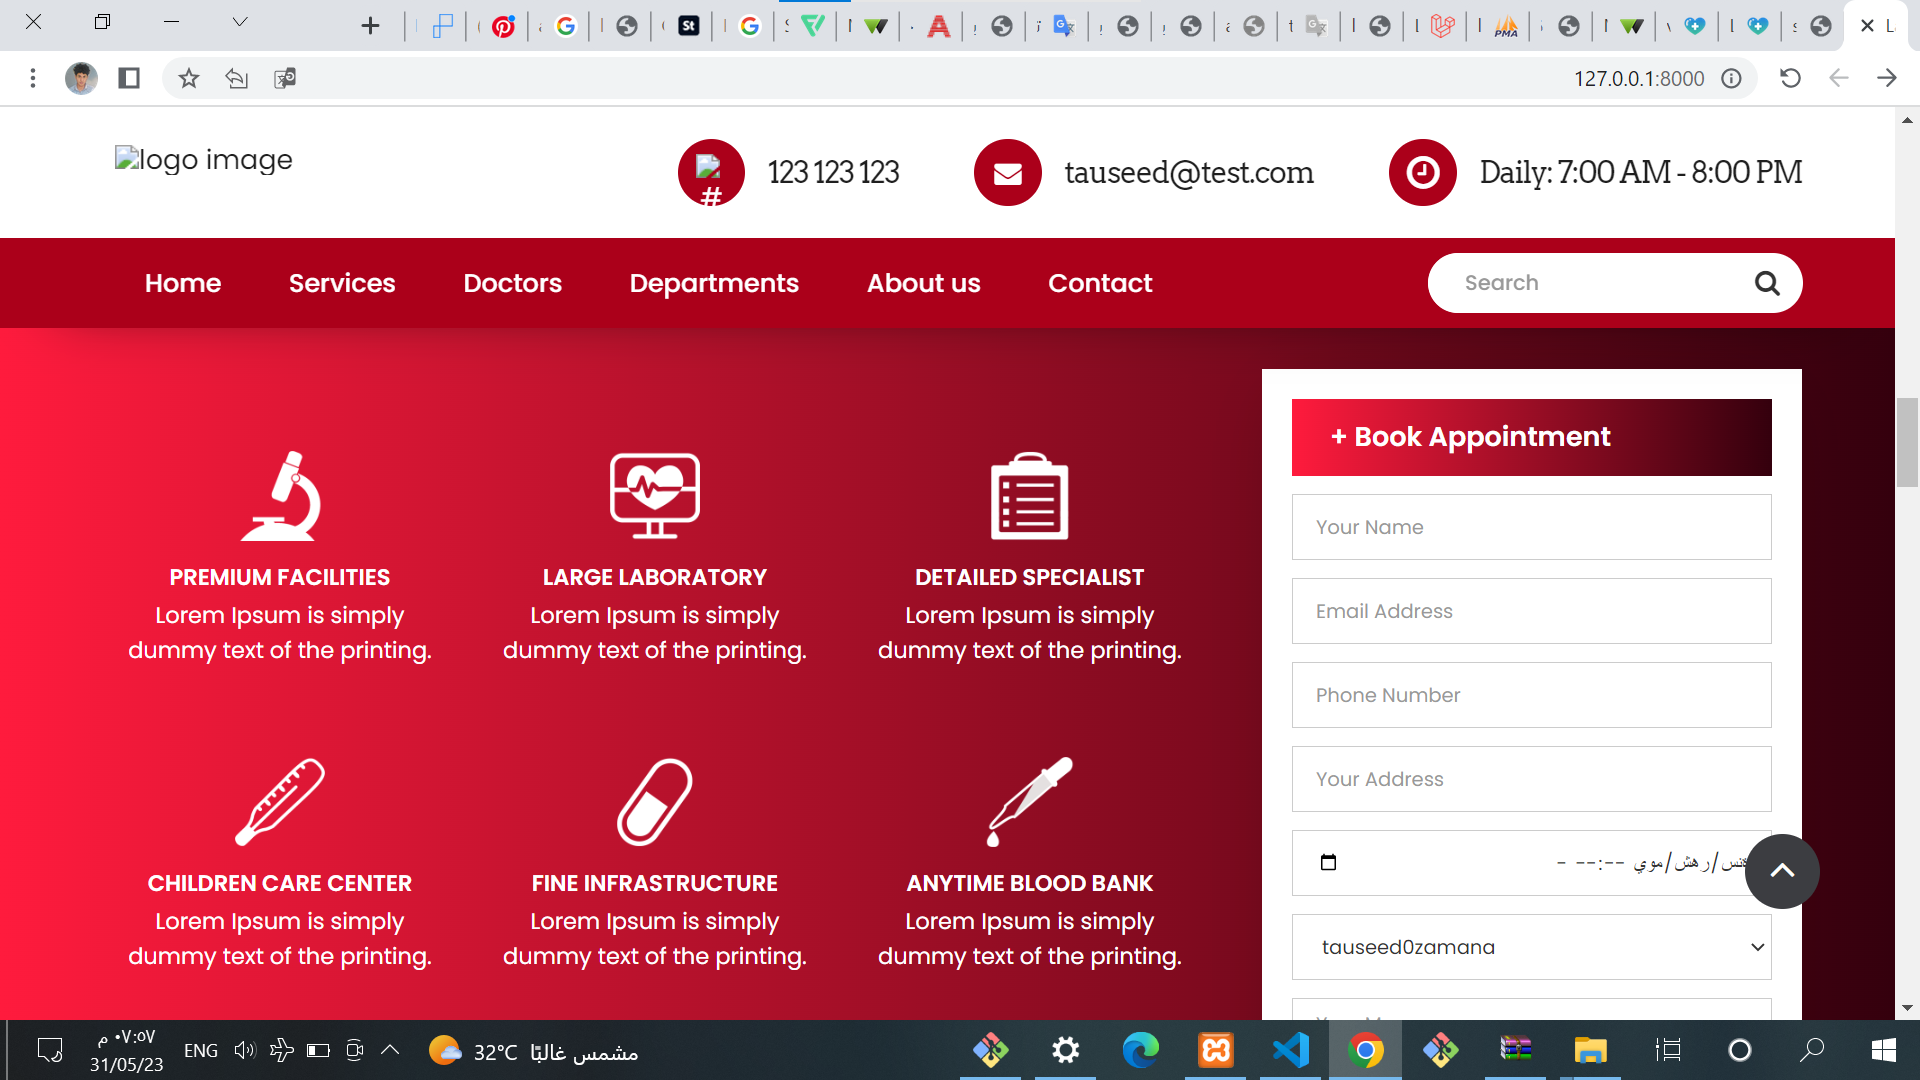 127.0.0.1:8000
logo image
#
123 123 123
tauseed@test.com
Daily: 7:00 AM - 8:00 PM
Home
Services
Doctors
Departments
About us
Contact
Search
PREMIUM FACILITIES
Lorem Ipsum is simply
dummy text of the printing.
LARGE LABORATORY
Lorem Ipsum is simply
dummy text of the printing.
DETAILED SPECIALIST
Lorem Ipsum is simply
dummy text of the printing.
CHILDREN CARE CENTER
Lorem Ipsum is simply
dummy text of the printing.
FINE INFRASTRUCTURE
Lorem Ipsum is simply
dummy text of the printing.
ANYTIME BLOOD BANK
Lorem Ipsum is simply
dummy text of the printing.
+ Book Appointment
Your Name
Email Address
Phone Number
Your Address
tauseed0zamana
32°C مشمس غالبًا
ENG
٠٧:٥٧ م
31/05/23